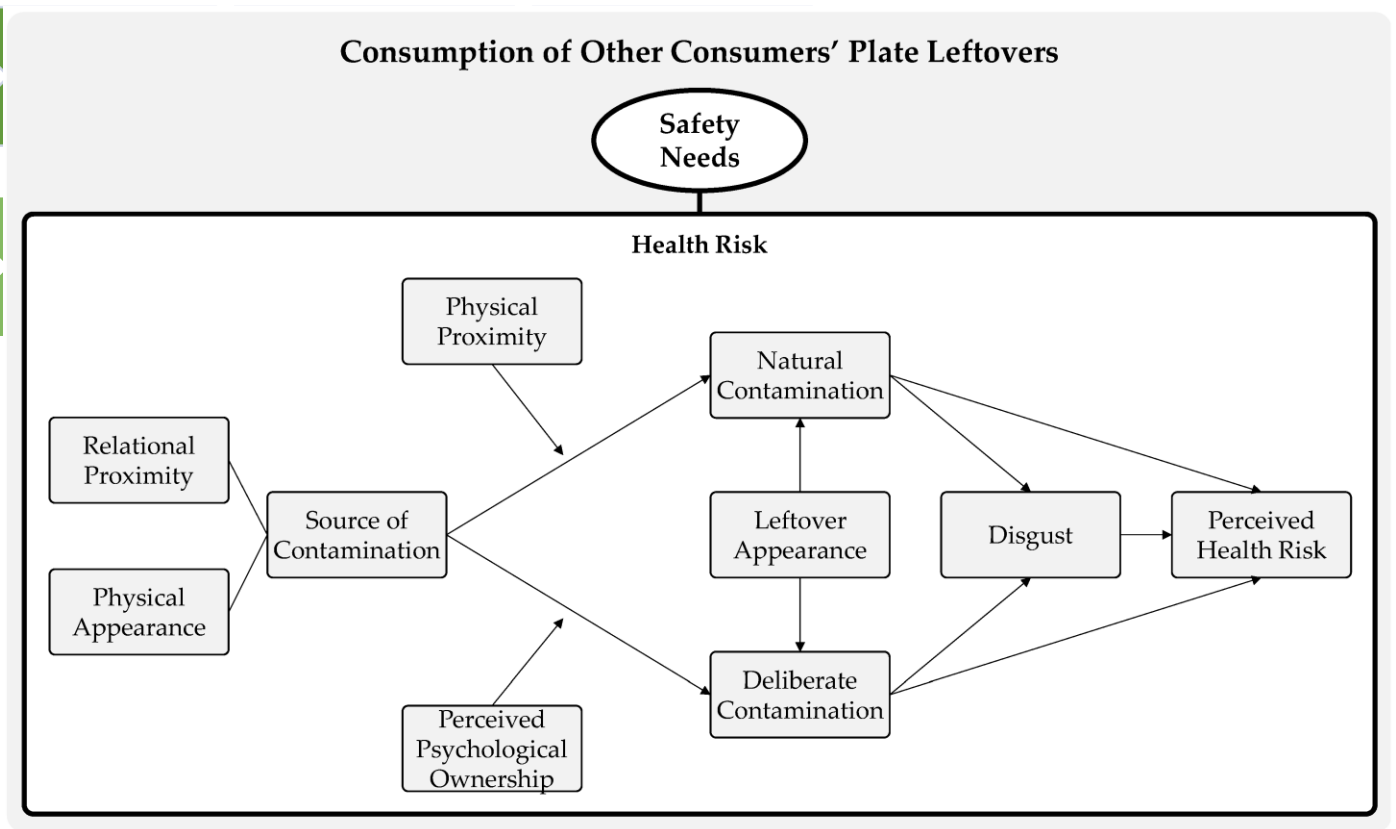 Consumption of Other Consumers’ Plate Leftovers
Safety
Needs
Health Risk
Physical
Proximity
Natural
Contamination
Relational
Proximity
Source of
Contamination
Leftover
Appearance
Disgust
Perceived
Health Risk
Physical
Appearance
Deliberate
Contamination
Perceived
Psychological
Ownership